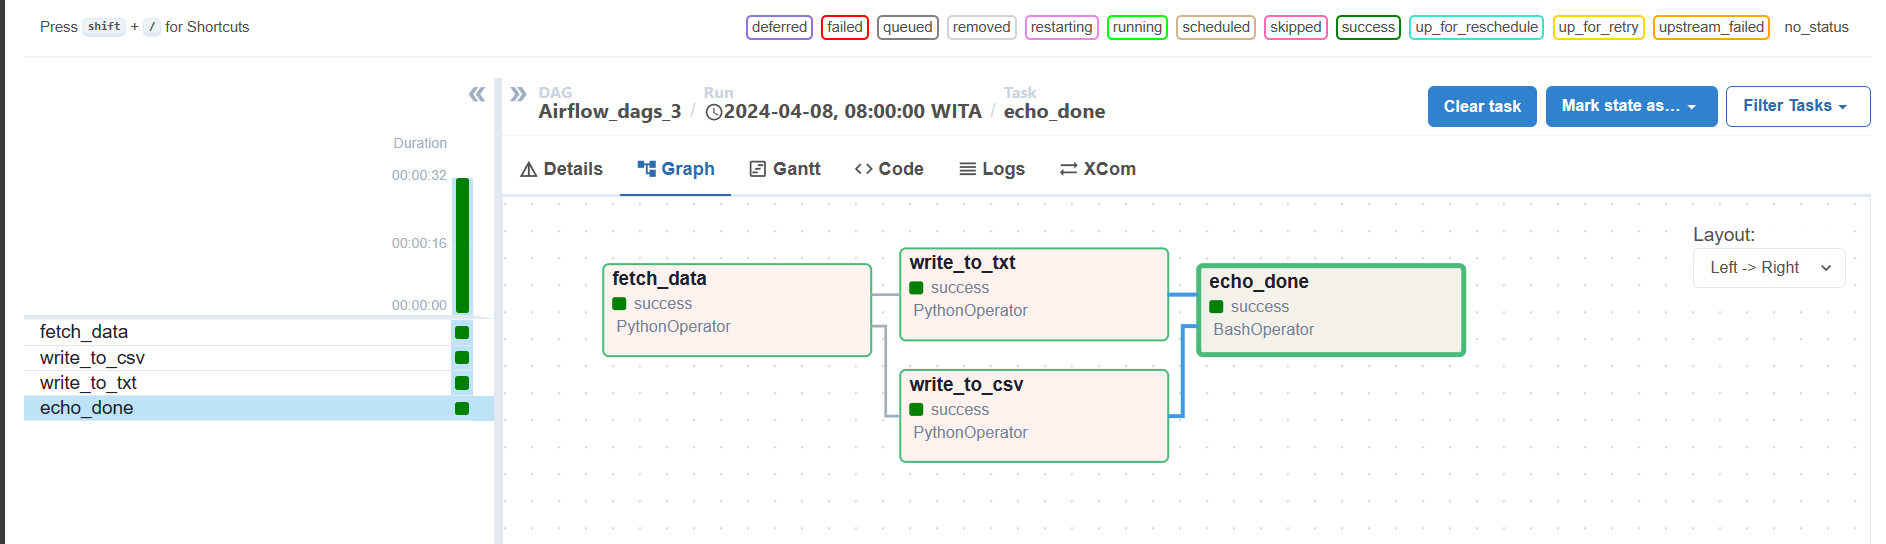 Press shift + / for Shortcuts
deferred failed queued removed restarting running scheduled skipped success up_for_reschedule up_for_retry upstream_failed no_status
DAG
Airflow_dags_3
/
Run
2024-04-08, 08:00:00 WITA
/
Task
echo_done
Clear task
Mark state as…
Filter Tasks
Duration
00:00:32
00:00:16
00:00:00
fetch_data
write_to_csv
write_to_txt
echo_done
Details
Graph
Gantt
Code
Logs
XCom
Layout:
Left -> Right
fetch_data
success
PythonOperator
write_to_txt
success
PythonOperator
write_to_csv
success
PythonOperator
echo_done
success
BashOperator